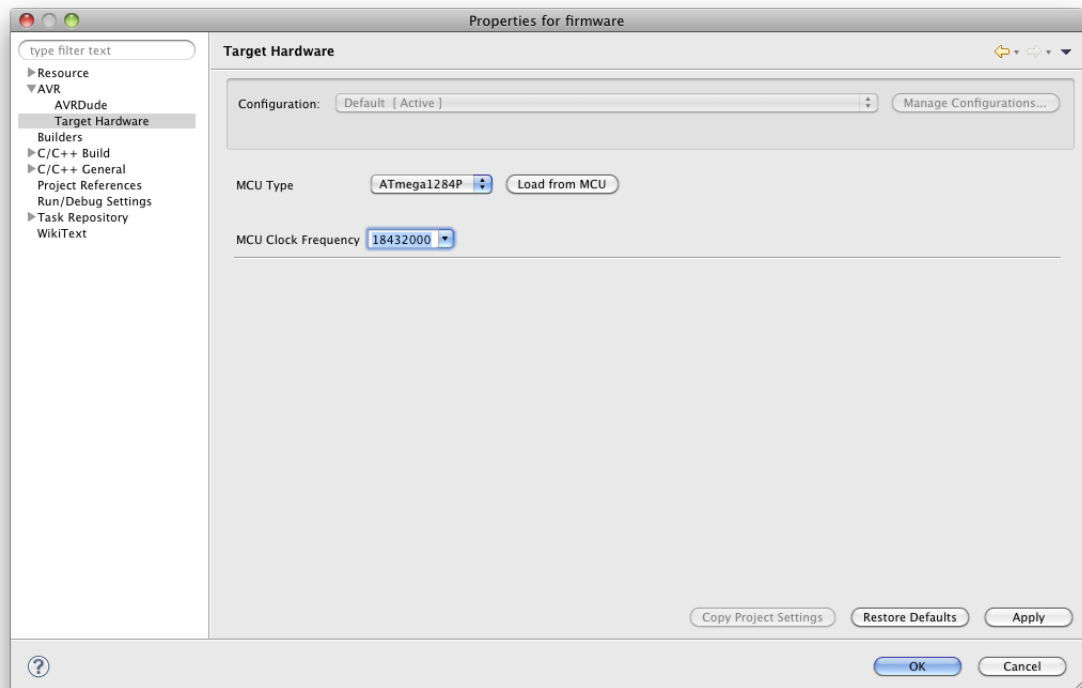 Properties for firmware
type filter text
Resource
AVR
AVRDude
Target Hardware
Builders
C/C++ Build
C/C++ General
Project References
Run/Debug Settings
Task Repository
WikiText
Target Hardware
Configuration: Default [ Active ] Manage Configurations...
MCU Type ATmega1284P Load from MCU
MCU Clock Frequency 18432000
Copy Project Settings Restore Defaults Apply
? OK Cancel